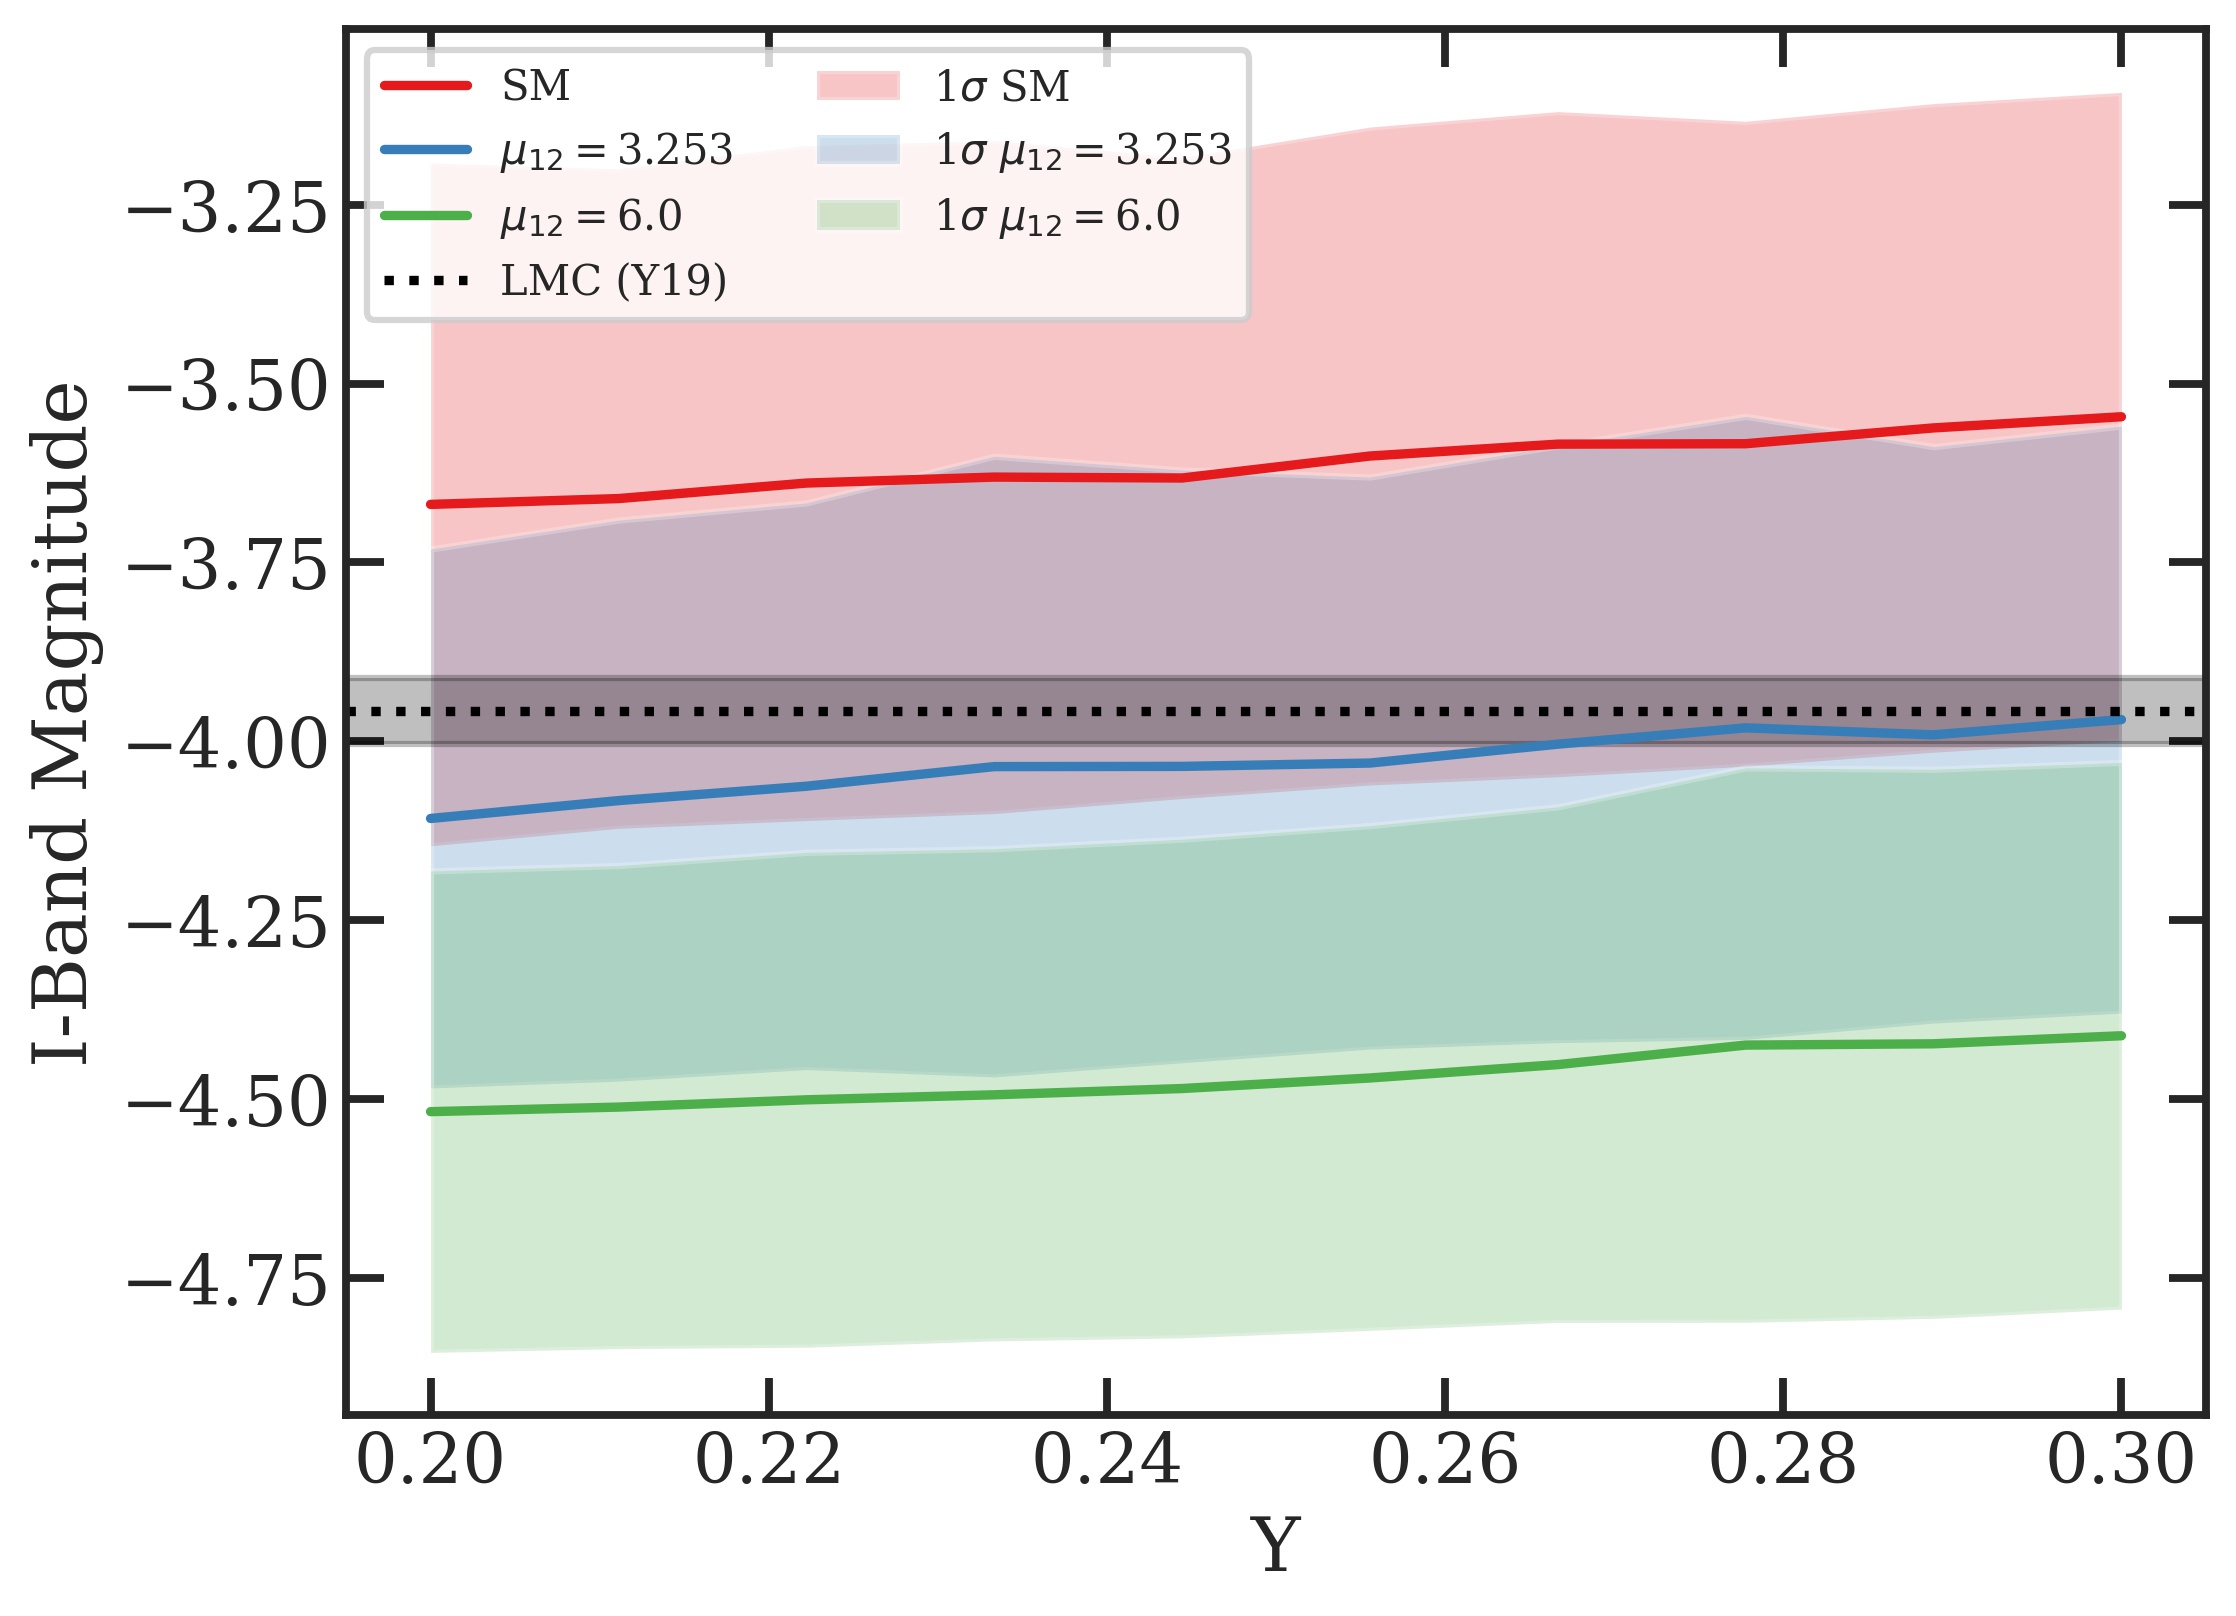 SM
μ₁₂ = 3.253
μ₁₂ = 6.0
LMC (Y19)
1σ SM
1σ μ₁₂ = 3.253
1σ μ₁₂ = 6.0
I-Band Magnitude
−3.25
−3.50
−3.75
−4.00
−4.25
−4.50
−4.75
0.20 0.22 0.24 0.26 0.28 0.30
Y